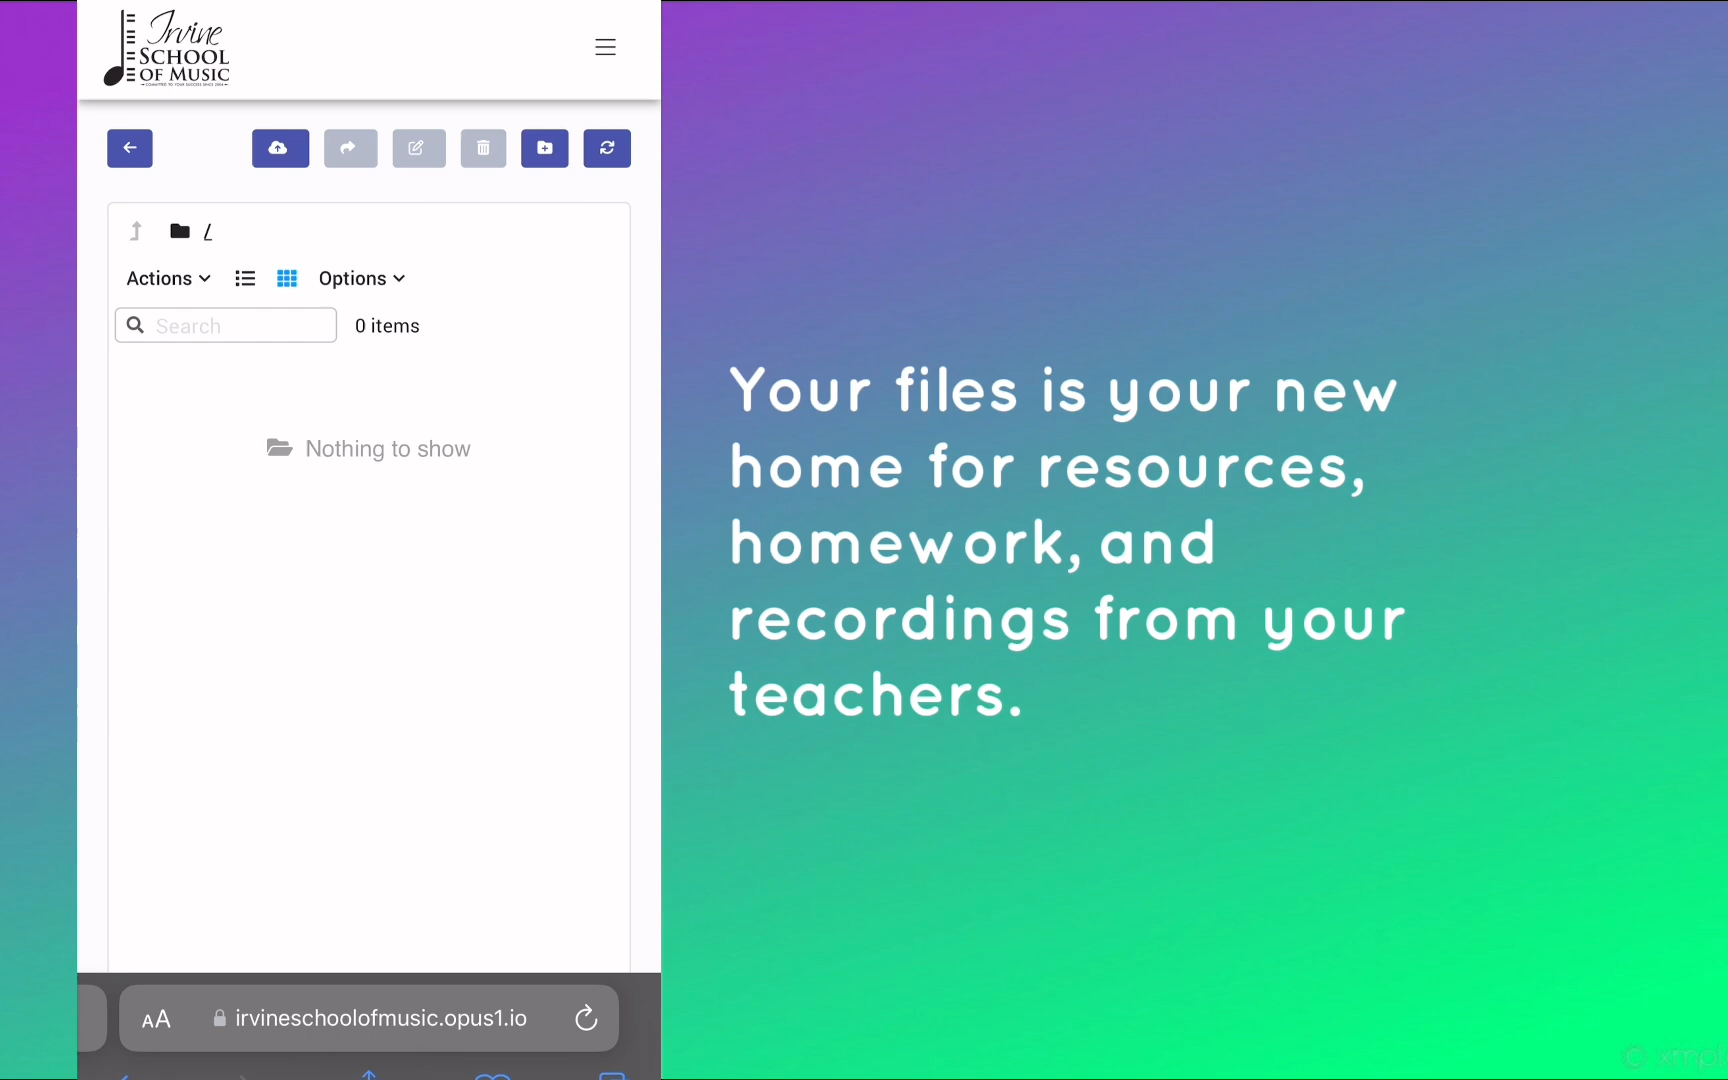 Irvine
SCHOOL
OF MUSIC
/
Actions
Options
Search
0 items
Nothing to show
AA
irvineschoolofmusic.opus1.io
Your files is your new
home for resources,
homework, and
recordings from your
teachers.